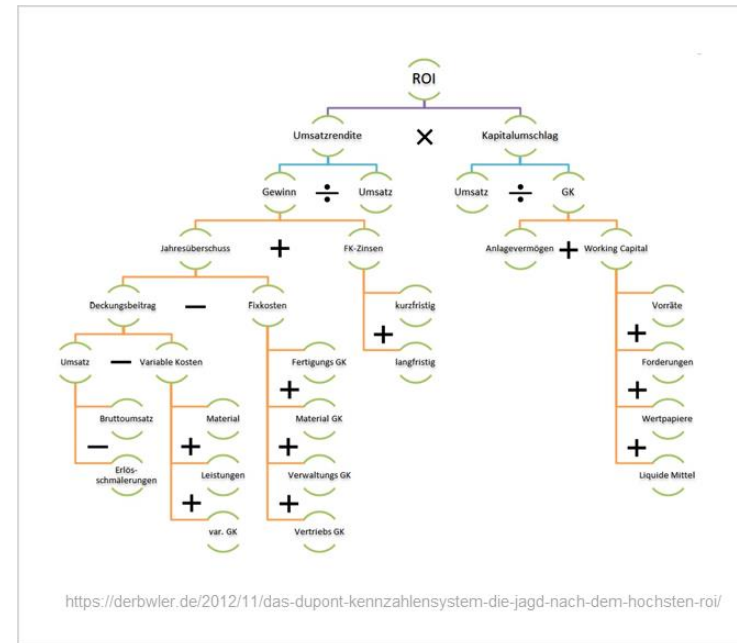 ROI
Umsatzrendite × Kapitalumschlag
Gewinn ÷ Umsatz Umsatz ÷ GK
Jahresüberschuss + FK-Zinsen Anlagevermögen + Working Capital
Deckungsbeitrag − Fixkosten kurzfristig Vorräte
+ +
Umsatz − Variable Kosten Fertigungs GK langfristig Forderungen
+ +
Bruttoumsatz Material Material GK Wertpapiere
− + + +
Erlös-
schmälerungen Leistungen Verwaltungs GK Liquide Mittel
+ +
var. GK Vertriebs GK
https://derbwler.de/2012/11/das-dupont-kennzahlensystem-die-jagd-nach-dem-hochsten-roi/